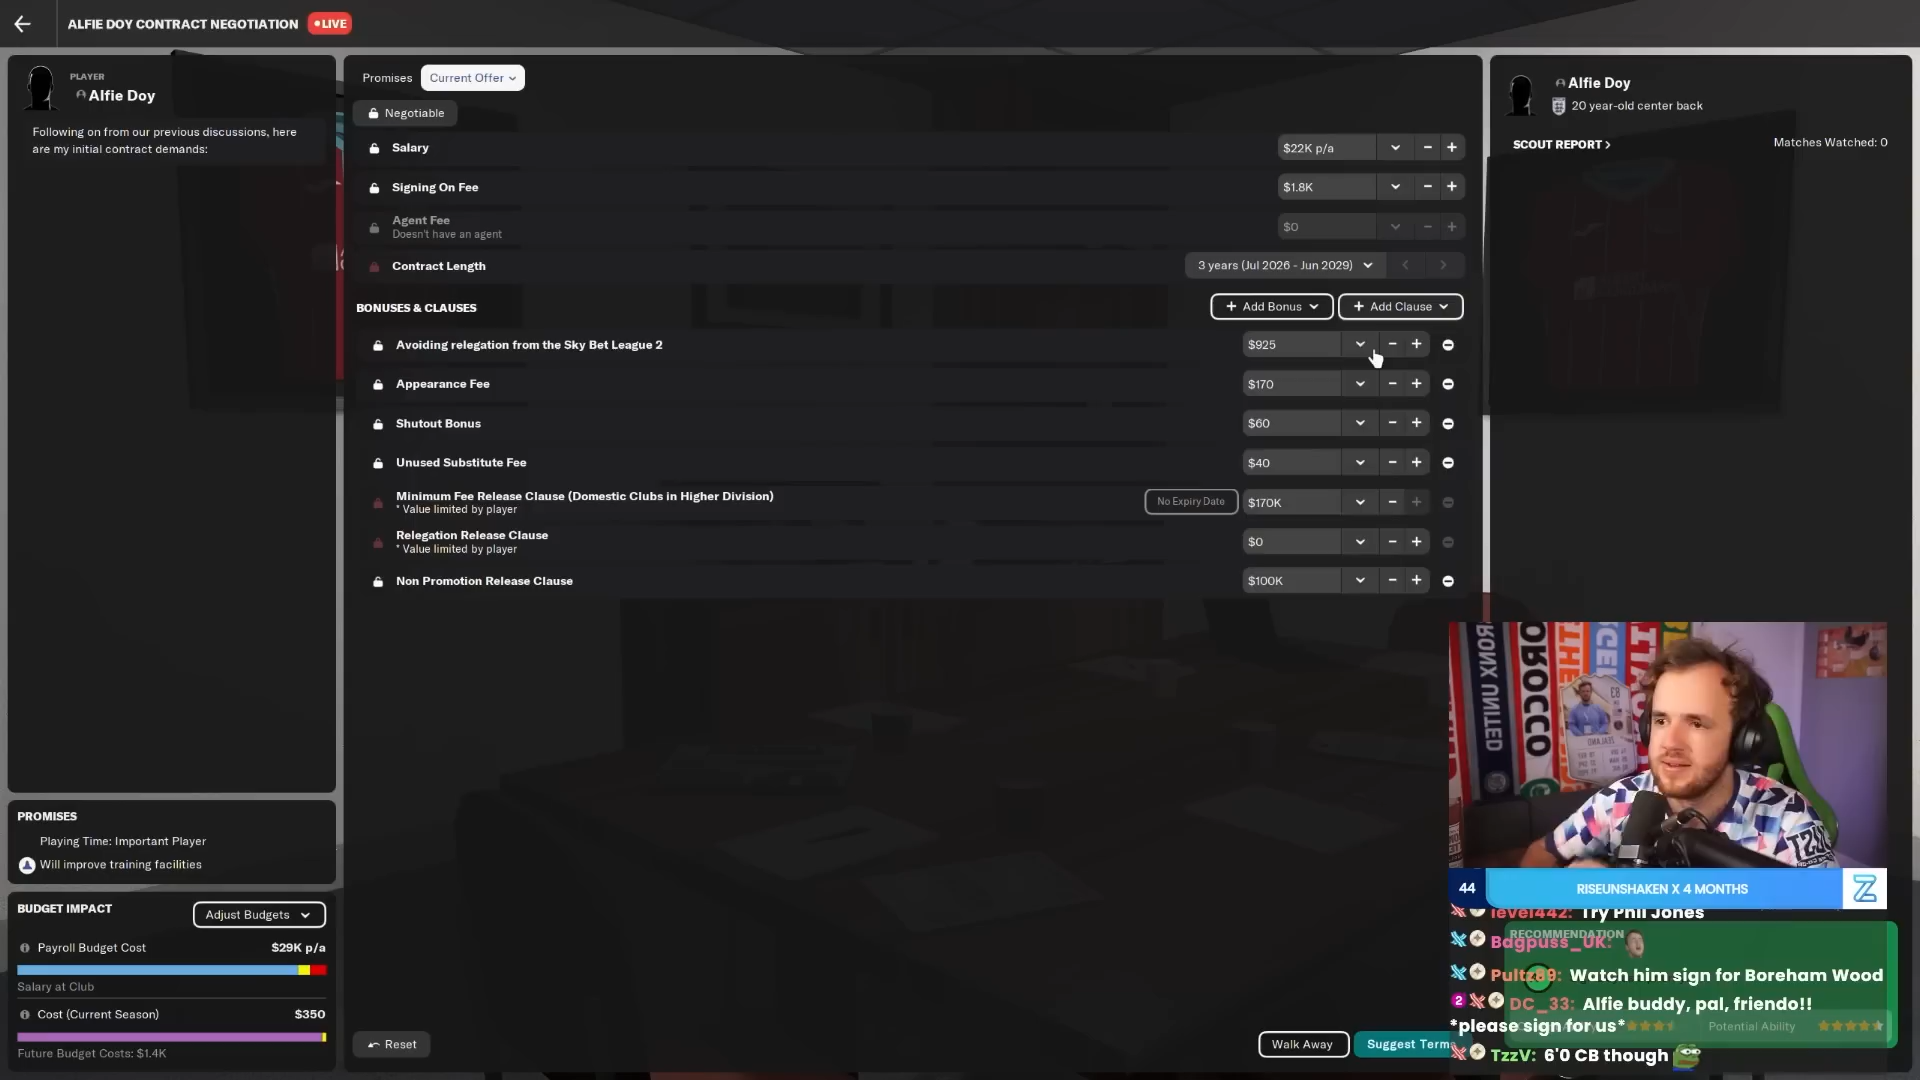 ALFIE DOY CONTRACT NEGOTIATION
LIVE
PLAYER
Alfie Doy
Following on from our previous discussions, here
are my initial contract demands:
Promises
Current Offer
Negotiable
Salary
$22K p/a
Signing On Fee
$1.8K
Agent Fee
Doesn't have an agent
$0
Contract Length
3 years (Jul 2026 - Jun 2029)
BONUSES & CLAUSES
+ Add Bonus
+ Add Clause
Avoiding relegation from the Sky Bet League 2
$925
Appearance Fee
$170
Shutout Bonus
$60
Unused Substitute Fee
$40
Minimum Fee Release Clause (Domestic Clubs in Higher Division)
* Value limited by player
No Expiry Date
$170K
Relegation Release Clause
* Value limited by player
$0
Non Promotion Release Clause
$100K
Alfie Doy
20 year-old center back
SCOUT REPORT >
Matches Watched: 0
PROMISES
Playing Time: Important Player
Will improve training facilities
BUDGET IMPACT
Adjust Budgets
Payroll Budget Cost
$29K p/a
Salary at Club
Cost (Current Season)
$350
Future Budget Costs: $1.4K
Reset
Walk Away
Suggest Term
BRONX UNITED
OROCCO
83
ZEALAND
44
RISEUNSHAKEN X 4 MONTHS
Z
level442: Try Phil Jones
RECOMMENDATION
Bagpuss_UK:
Pultz89: Watch him sign for Boreham Wood
2 DC_33: Alfie buddy, pal, friendo!!
*please sign for us*
Potential Ability
TzzV: 6'0 CB though